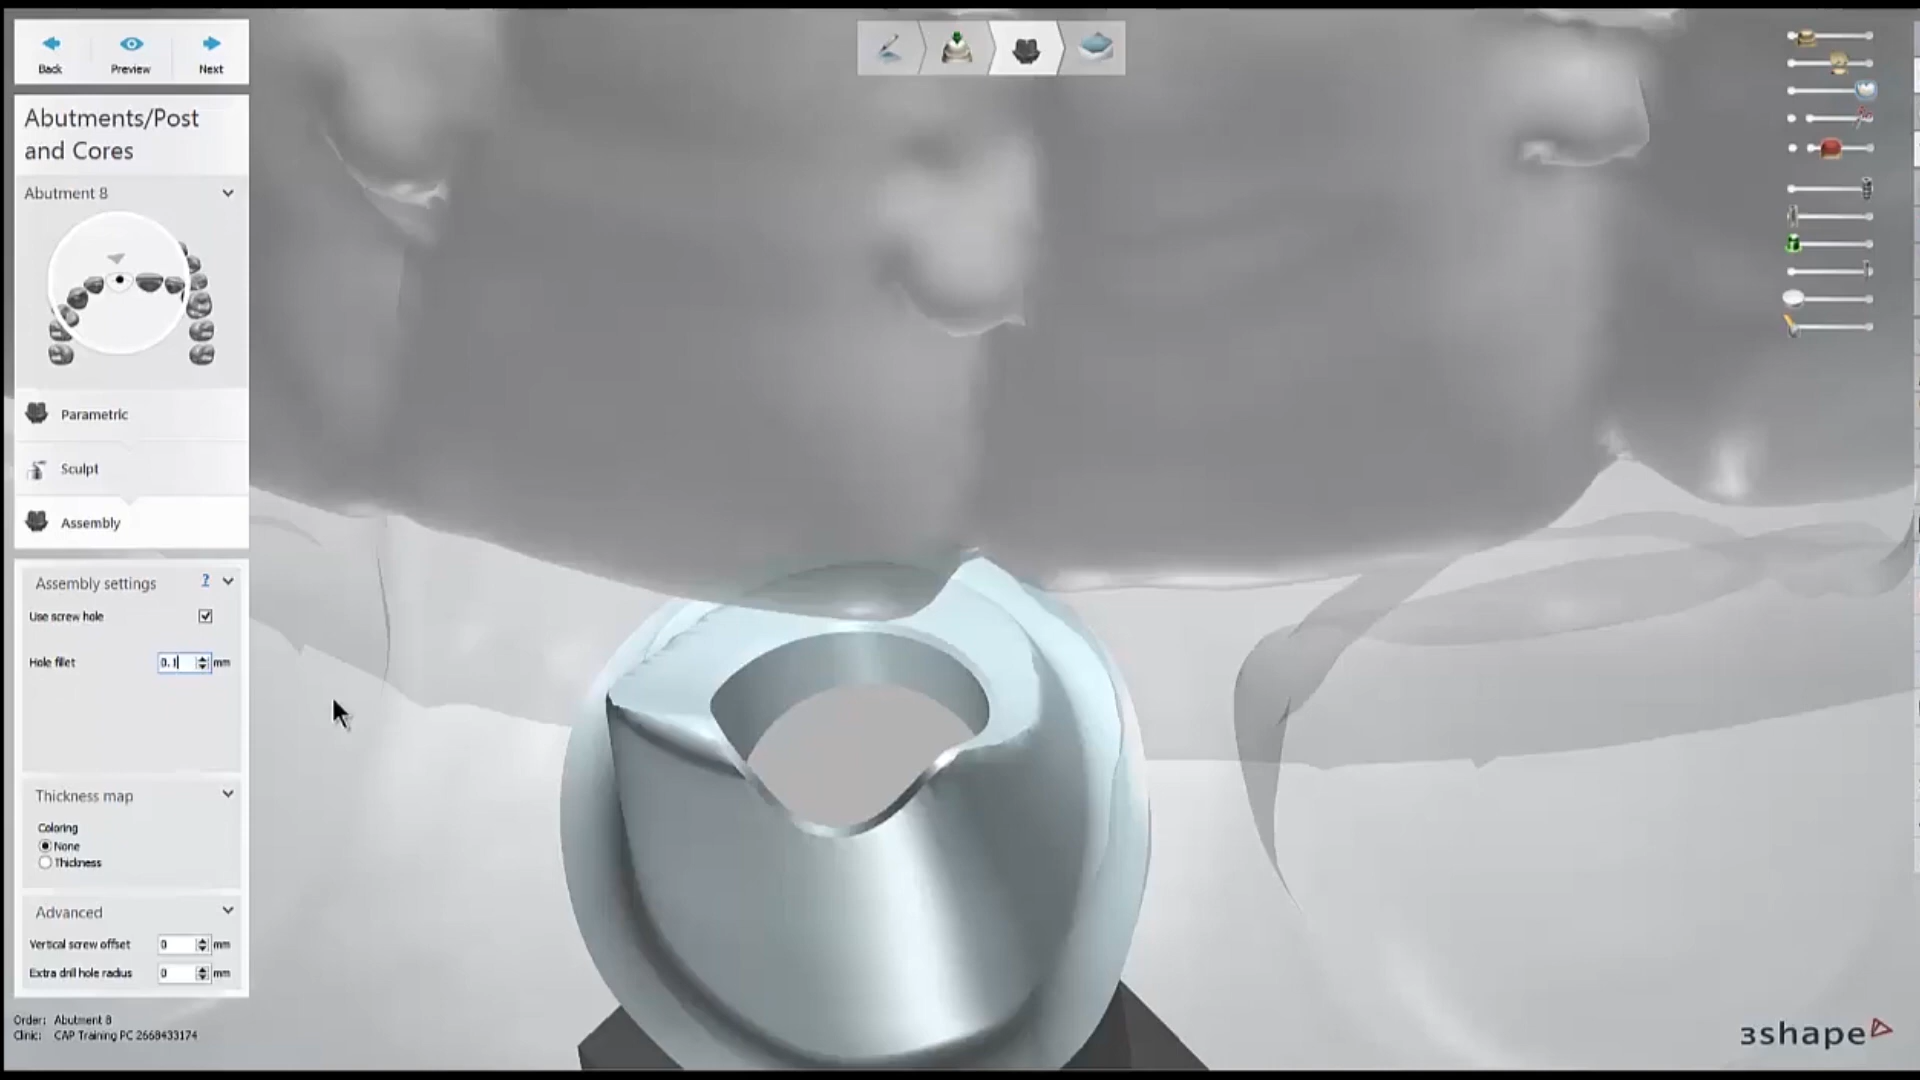 Back
Preview
Next
Abutments/Post
and Cores
Abutment 8
Parametric
Sculpt
Assembly
Assembly settings ?
Use screw hole
Hole fillet 0.1 mm
Thickness map
Coloring
None
Thickness
Advanced
Vertical screw offset 0 mm
Extra drill hole radius 0 mm
Order: Abutment 8
Clinic: CAP Training PC 2668433174
3shape